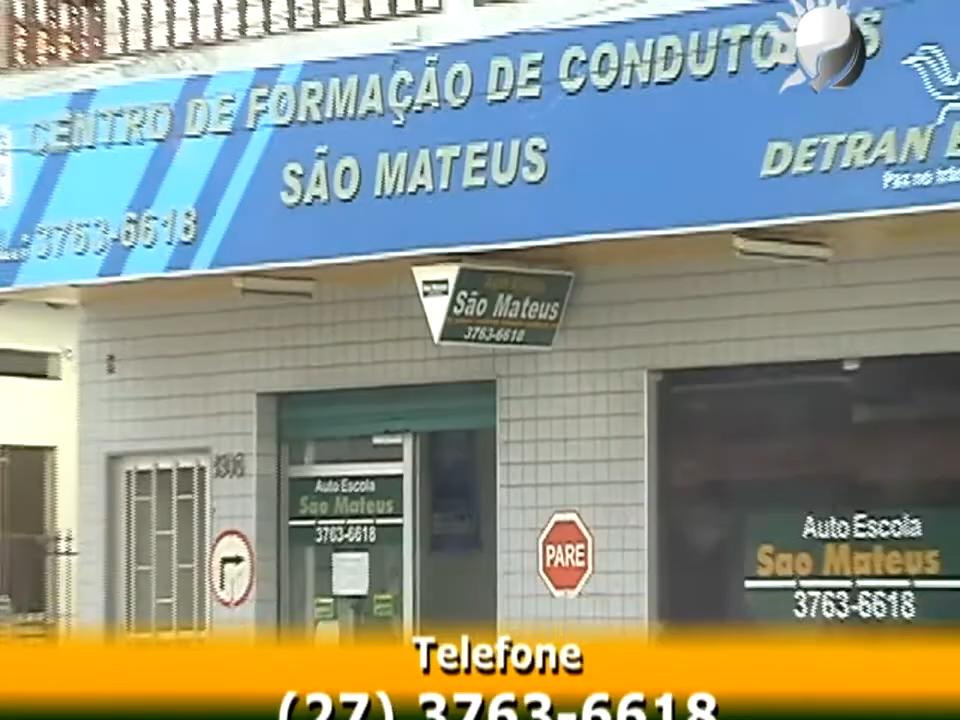 CENTRO DE FORMAÇÃO DE CONDUTORES
SÃO MATEUS
DETRAN
3763-6618
São Mateus
3763-6618
Auto Escola
São Mateus
3763-6618
PARE
Auto Escola
Sao Mateus
3763-6618
Telefone
(27) 3763-6618